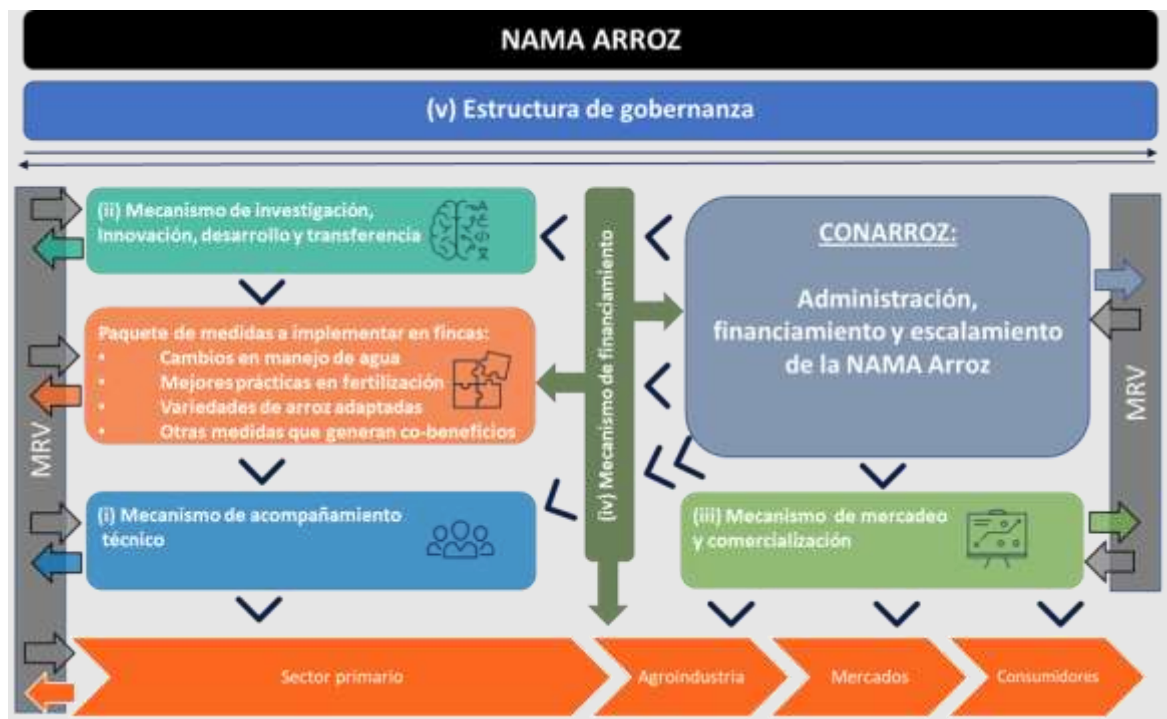 NAMA ARROZ
(v) Estructura de gobernanza
MRV
(ii) Mecanismo de investigación,
Innovación, desarrollo y transferencia
Paquete de medidas a implementar en fincas:
• Cambios en manejo de agua
• Mejores prácticas en fertilización
• Variedades de arroz adaptadas
• Otras medidas que generan co-beneficios
(i) Mecanismo de acompañamiento
técnico
(iv) Mecanismo de financiamiento
CONARROZ:
Administración,
financiamiento y escalamiento
de la NAMA Arroz
(iii) Mecanismo de mercadeo
y comercialización
MRV
Sector primario
Agroindustria
Mercados
Consumidores